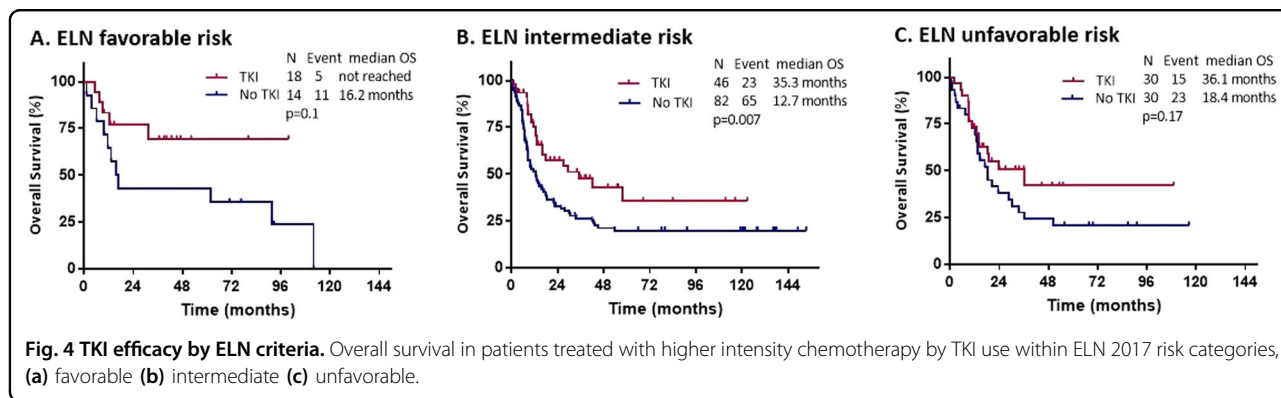 A. ELN favorable risk
N Event median OS
TKI 18 5 not reached
No TKI 14 11 16.2 months
p=0.1
Overall Survival (%)
100
75
50
25
0
0 24 48 72 96 120 144
Time (months)
B. ELN intermediate risk
N Event median OS
TKI 46 23 35.3 months
No TKI 82 65 12.7 months
p=0.007
Overall Survival (%)
100
75
50
25
0
0 24 48 72 96 120 144
Time (months)
C. ELN unfavorable risk
N Event median OS
TKI 30 15 36.1 months
No TKI 30 23 18.4 months
p=0.17
Overall Survival (%)
100
75
50
25
0
0 24 48 72 96 120 144
Time (months)
Fig. 4 TKI efficacy by ELN criteria. Overall survival in patients treated with higher intensity chemotherapy by TKI use within ELN 2017 risk categories,
(a) favorable (b) intermediate (c) unfavorable.